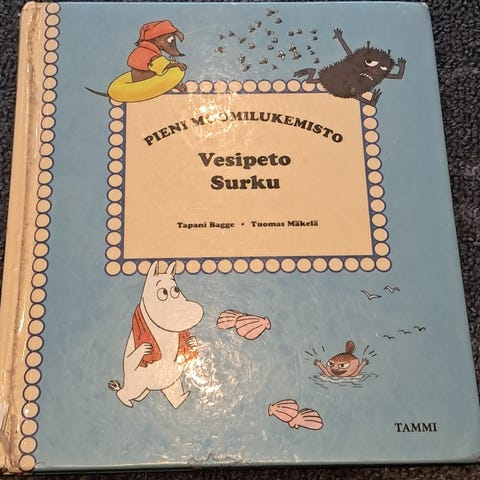 PIENI MUUMILUKEMISTO
Vesipeto
Surku
Tapani Bagge • Tuomas Mäkelä
TAMMI